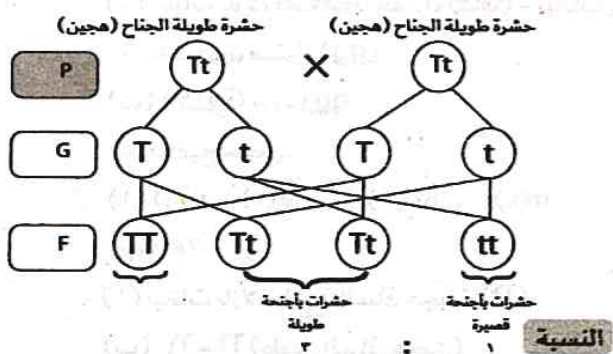 حشرة طويلة الجناح (هجين) حشرة طويلة الجناح (هجين)
P Tt × Tt
G T t T t
F TT Tt Tt tt
حشرات بأجنحة حشرات بأجنحة
طويلة قصيرة
٣ : ١ النسبة